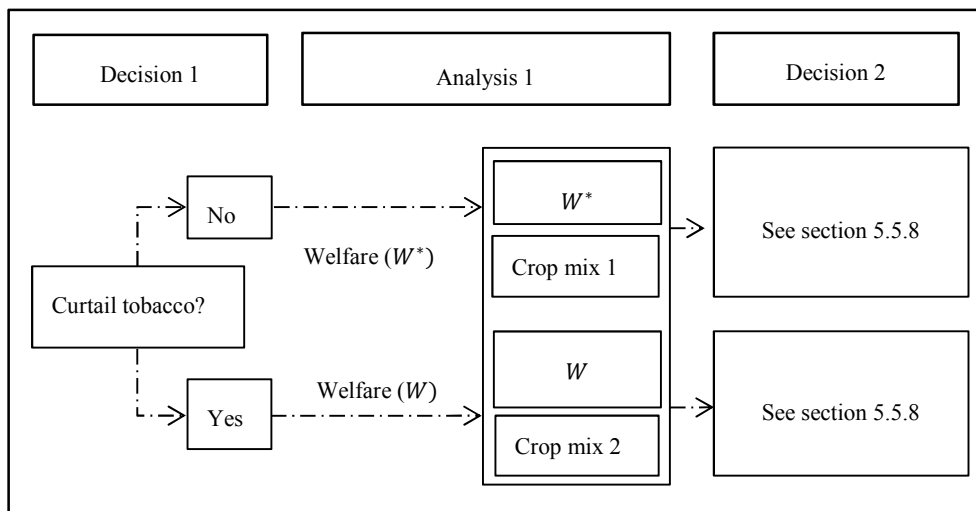 Decision 1
Analysis 1
Decision 2
No
Welfare (W*)
W*
Crop mix 1
See section 5.5.8
Curtail tobacco?
Yes
Welfare (W)
W
Crop mix 2
See section 5.5.8